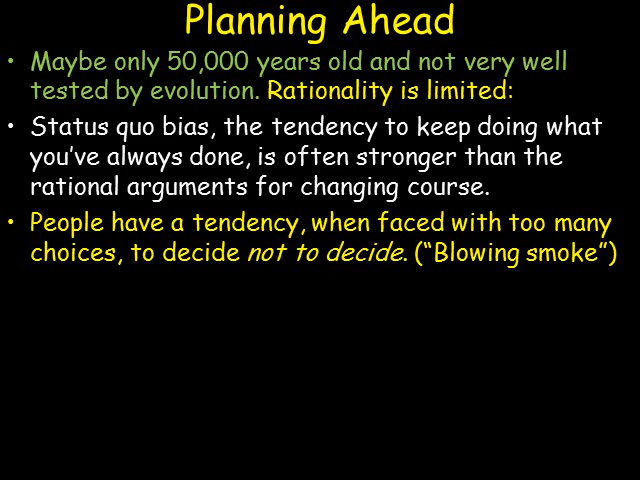 Planning Ahead
• Maybe only 50,000 years old and not very well
tested by evolution. Rationality is limited:
• Status quo bias, the tendency to keep doing what
you’ve always done, is often stronger than the
rational arguments for changing course.
• People have a tendency, when faced with too many
choices, to decide not to decide. (“Blowing smoke”)